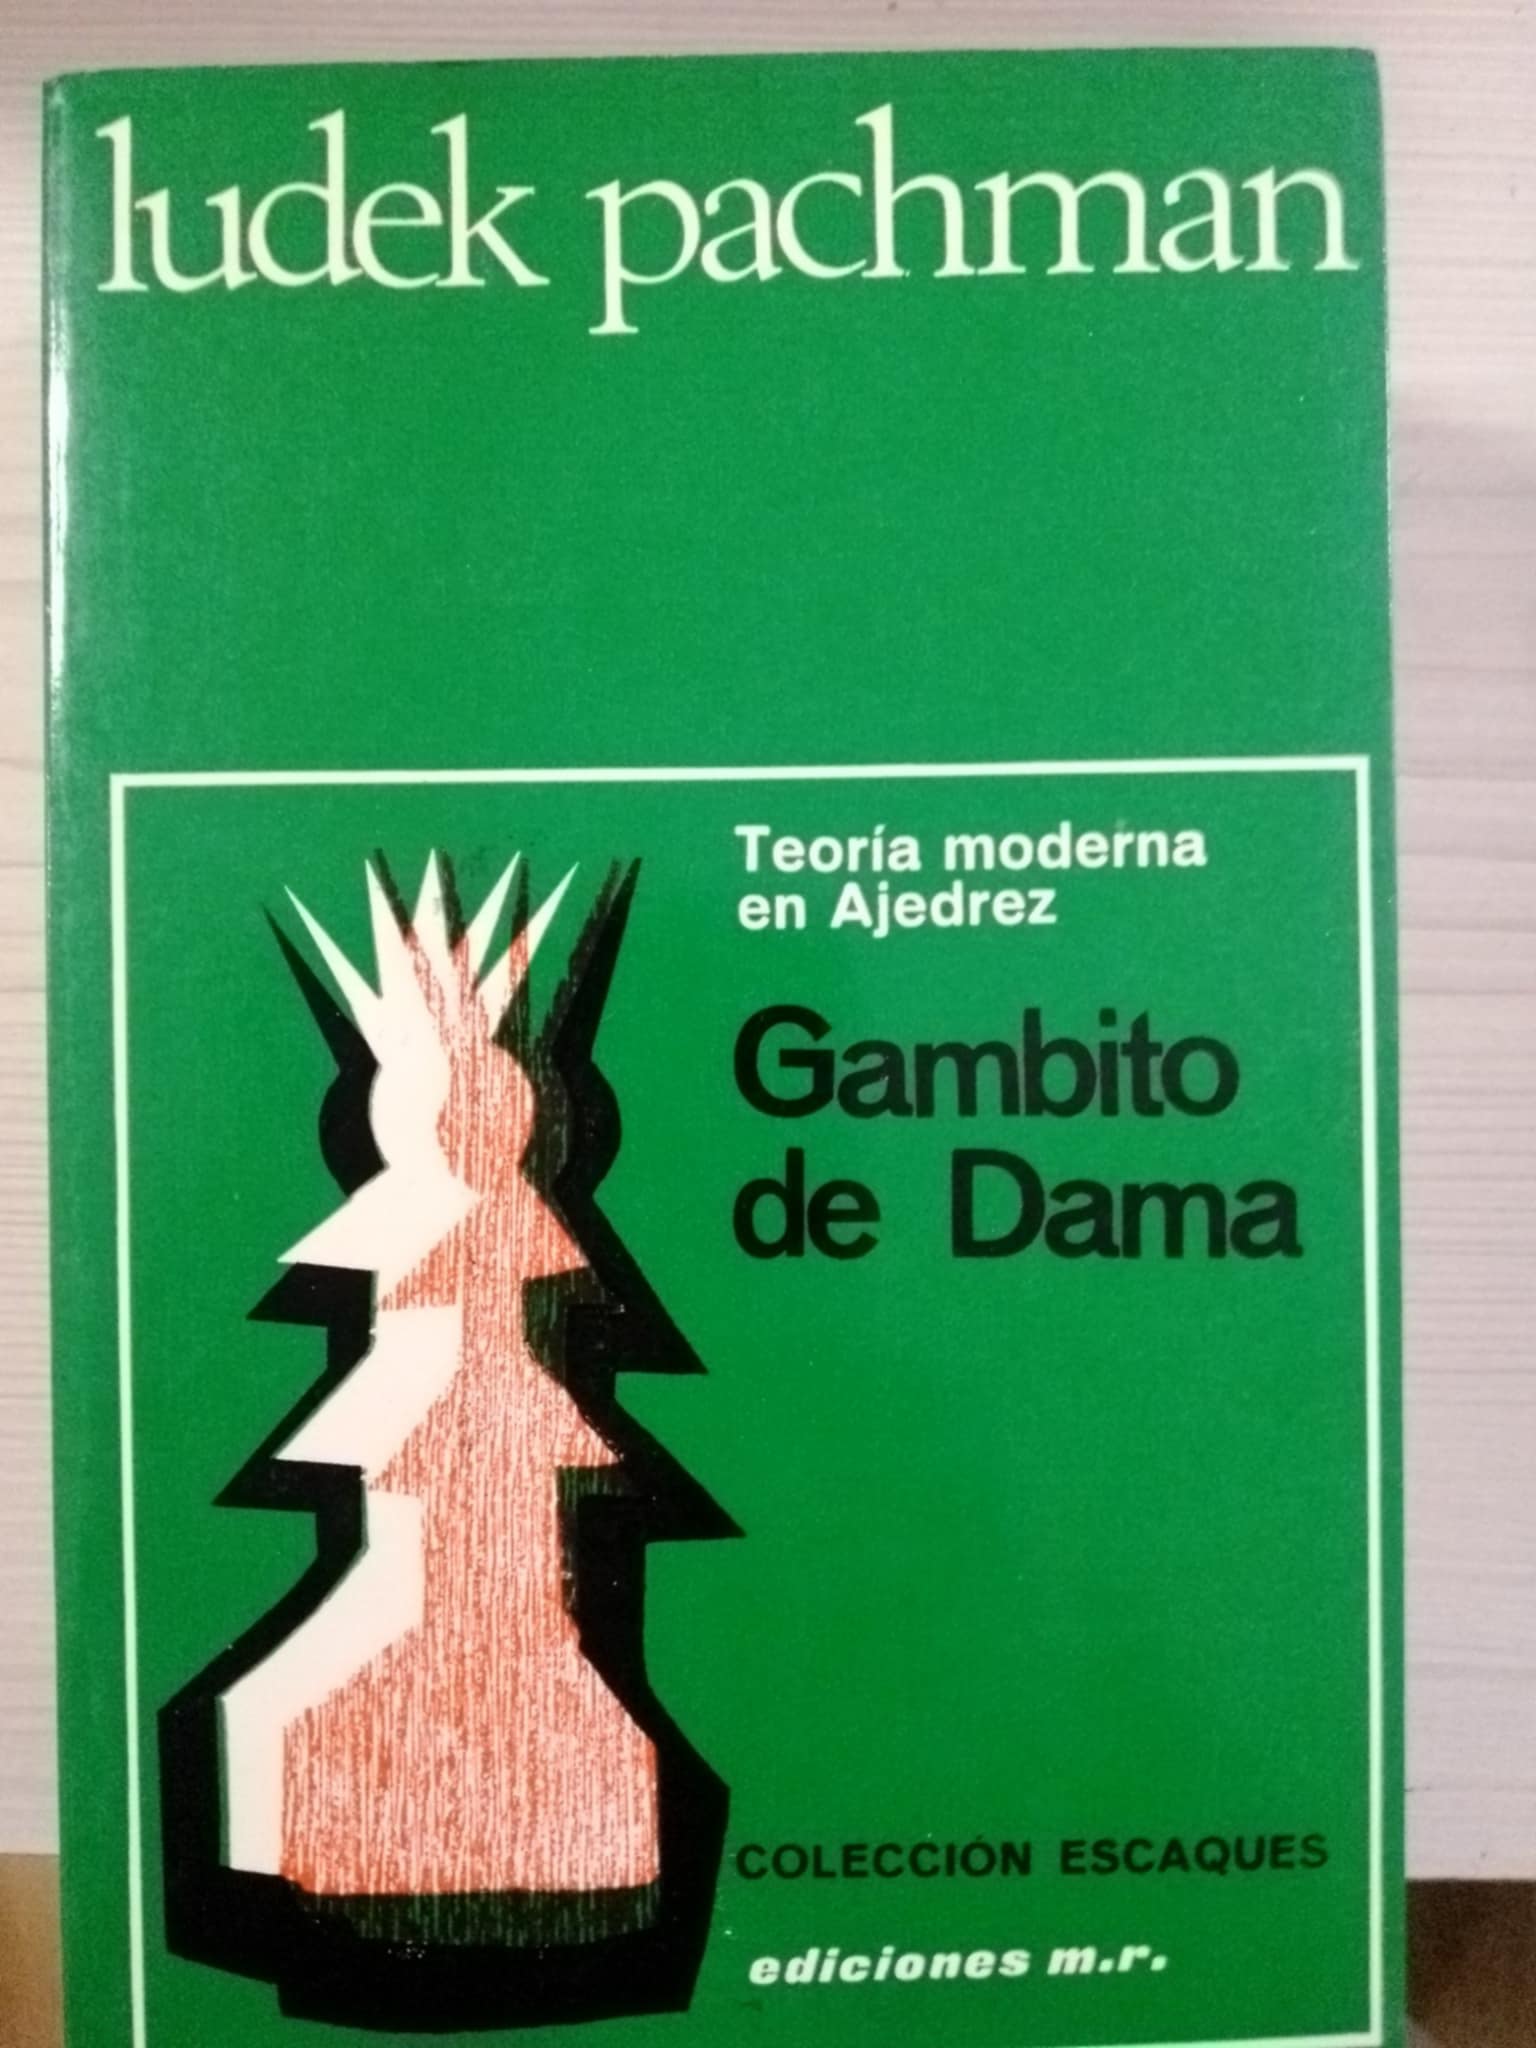 ludek pachman
Teoría moderna
en Ajedrez
Gambito
de Dama
COLECCIÓN ESCAQUES
ediciones m.r.